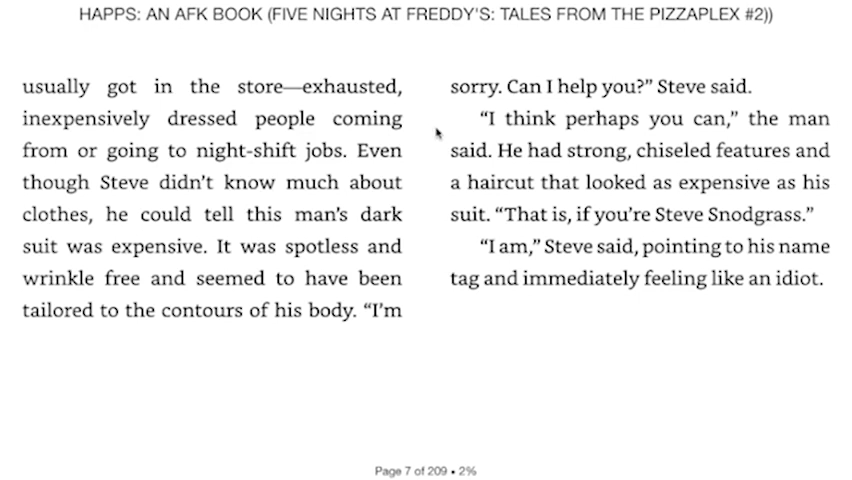 HAPPS: AN AFK BOOK (FIVE NIGHTS AT FREDDY'S: TALES FROM THE PIZZAPLEX #2))
usually got in the store—exhausted,
inexpensively dressed people coming
from or going to night-shift jobs. Even
though Steve didn’t know much about
clothes, he could tell this man’s dark
suit was expensive. It was spotless and
wrinkle free and seemed to have been
tailored to the contours of his body. “I’m
sorry. Can I help you?” Steve said.
“I think perhaps you can,” the man
said. He had strong, chiseled features and
a haircut that looked as expensive as his
suit. “That is, if you’re Steve Snodgrass.”
“I am,” Steve said, pointing to his name
tag and immediately feeling like an idiot.
Page 7 of 209 • 2%